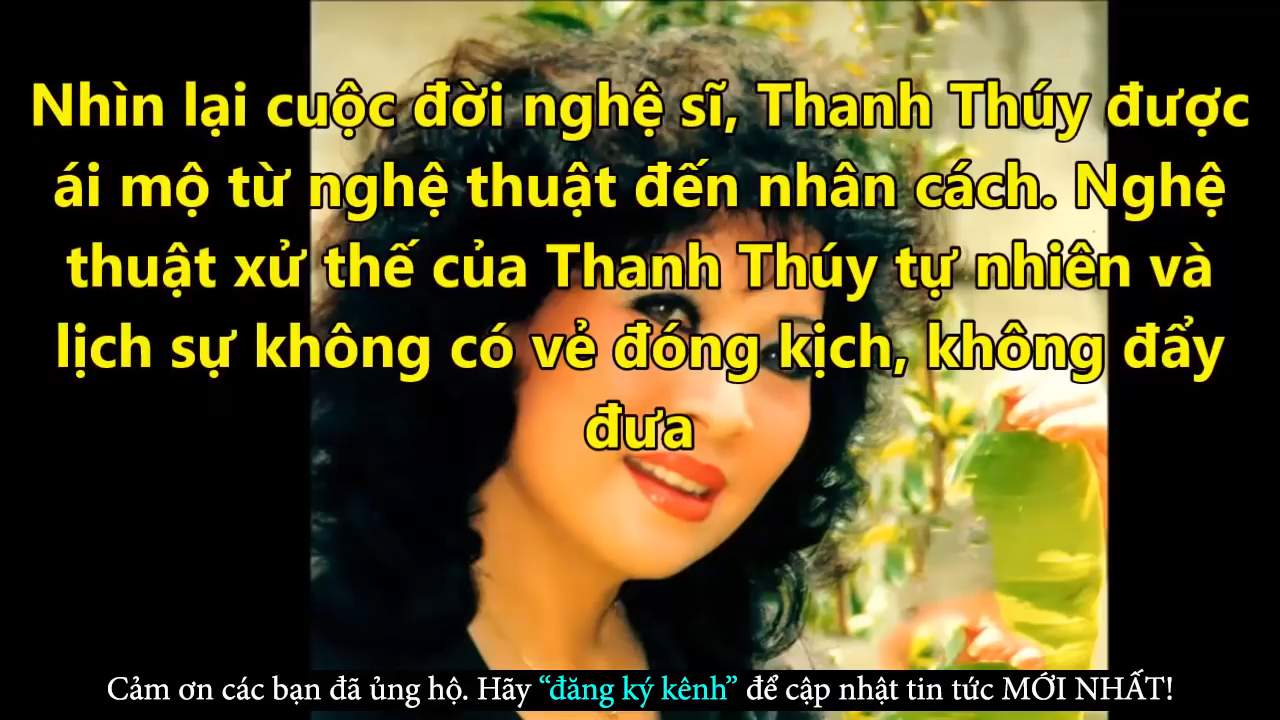 Nhìn lại cuộc đời nghệ sĩ, Thanh Thúy được
ái mộ từ nghệ thuật đến nhân cách. Nghệ
thuật xử thế của Thanh Thúy tự nhiên và
lịch sự không có vẻ đóng kịch, không đẩy
đưa
Cảm ơn các bạn đã ủng hộ. Hãy “đăng ký kênh” để cập nhật tin tức MỚI NHẤT!